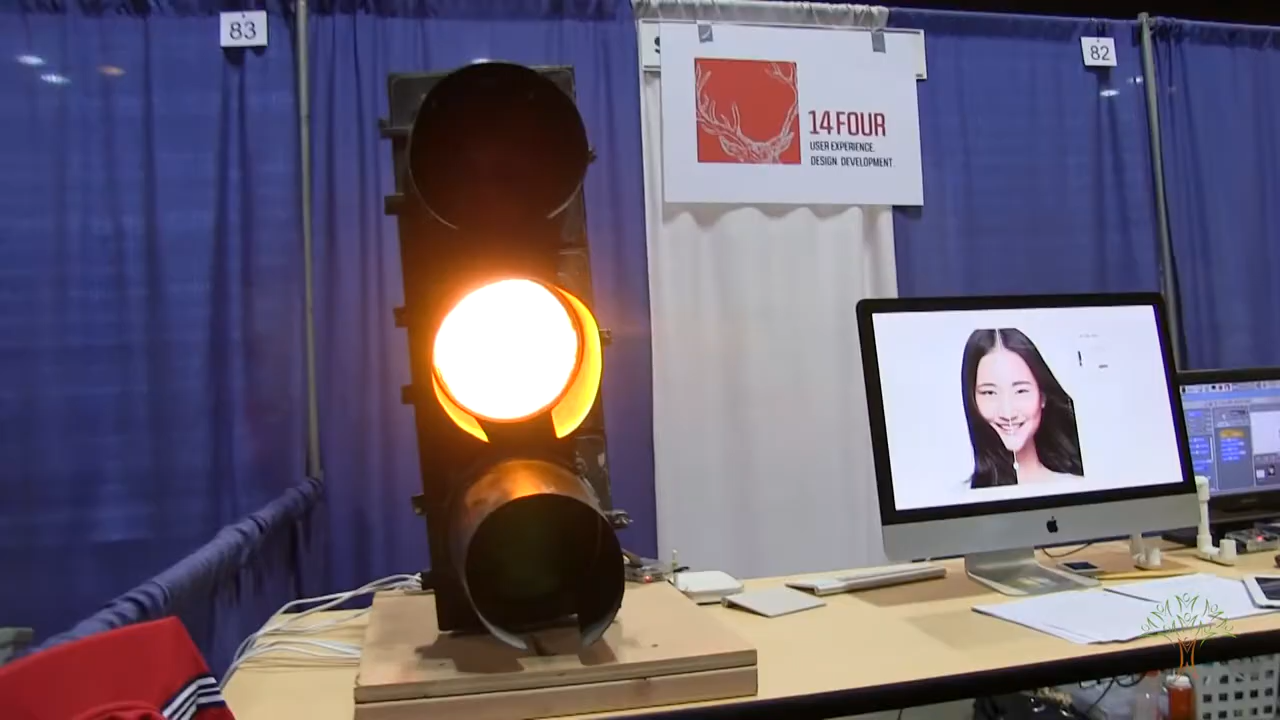 83
82
S
14FOUR
USER EXPERIENCE.
DESIGN. DEVELOPMENT.